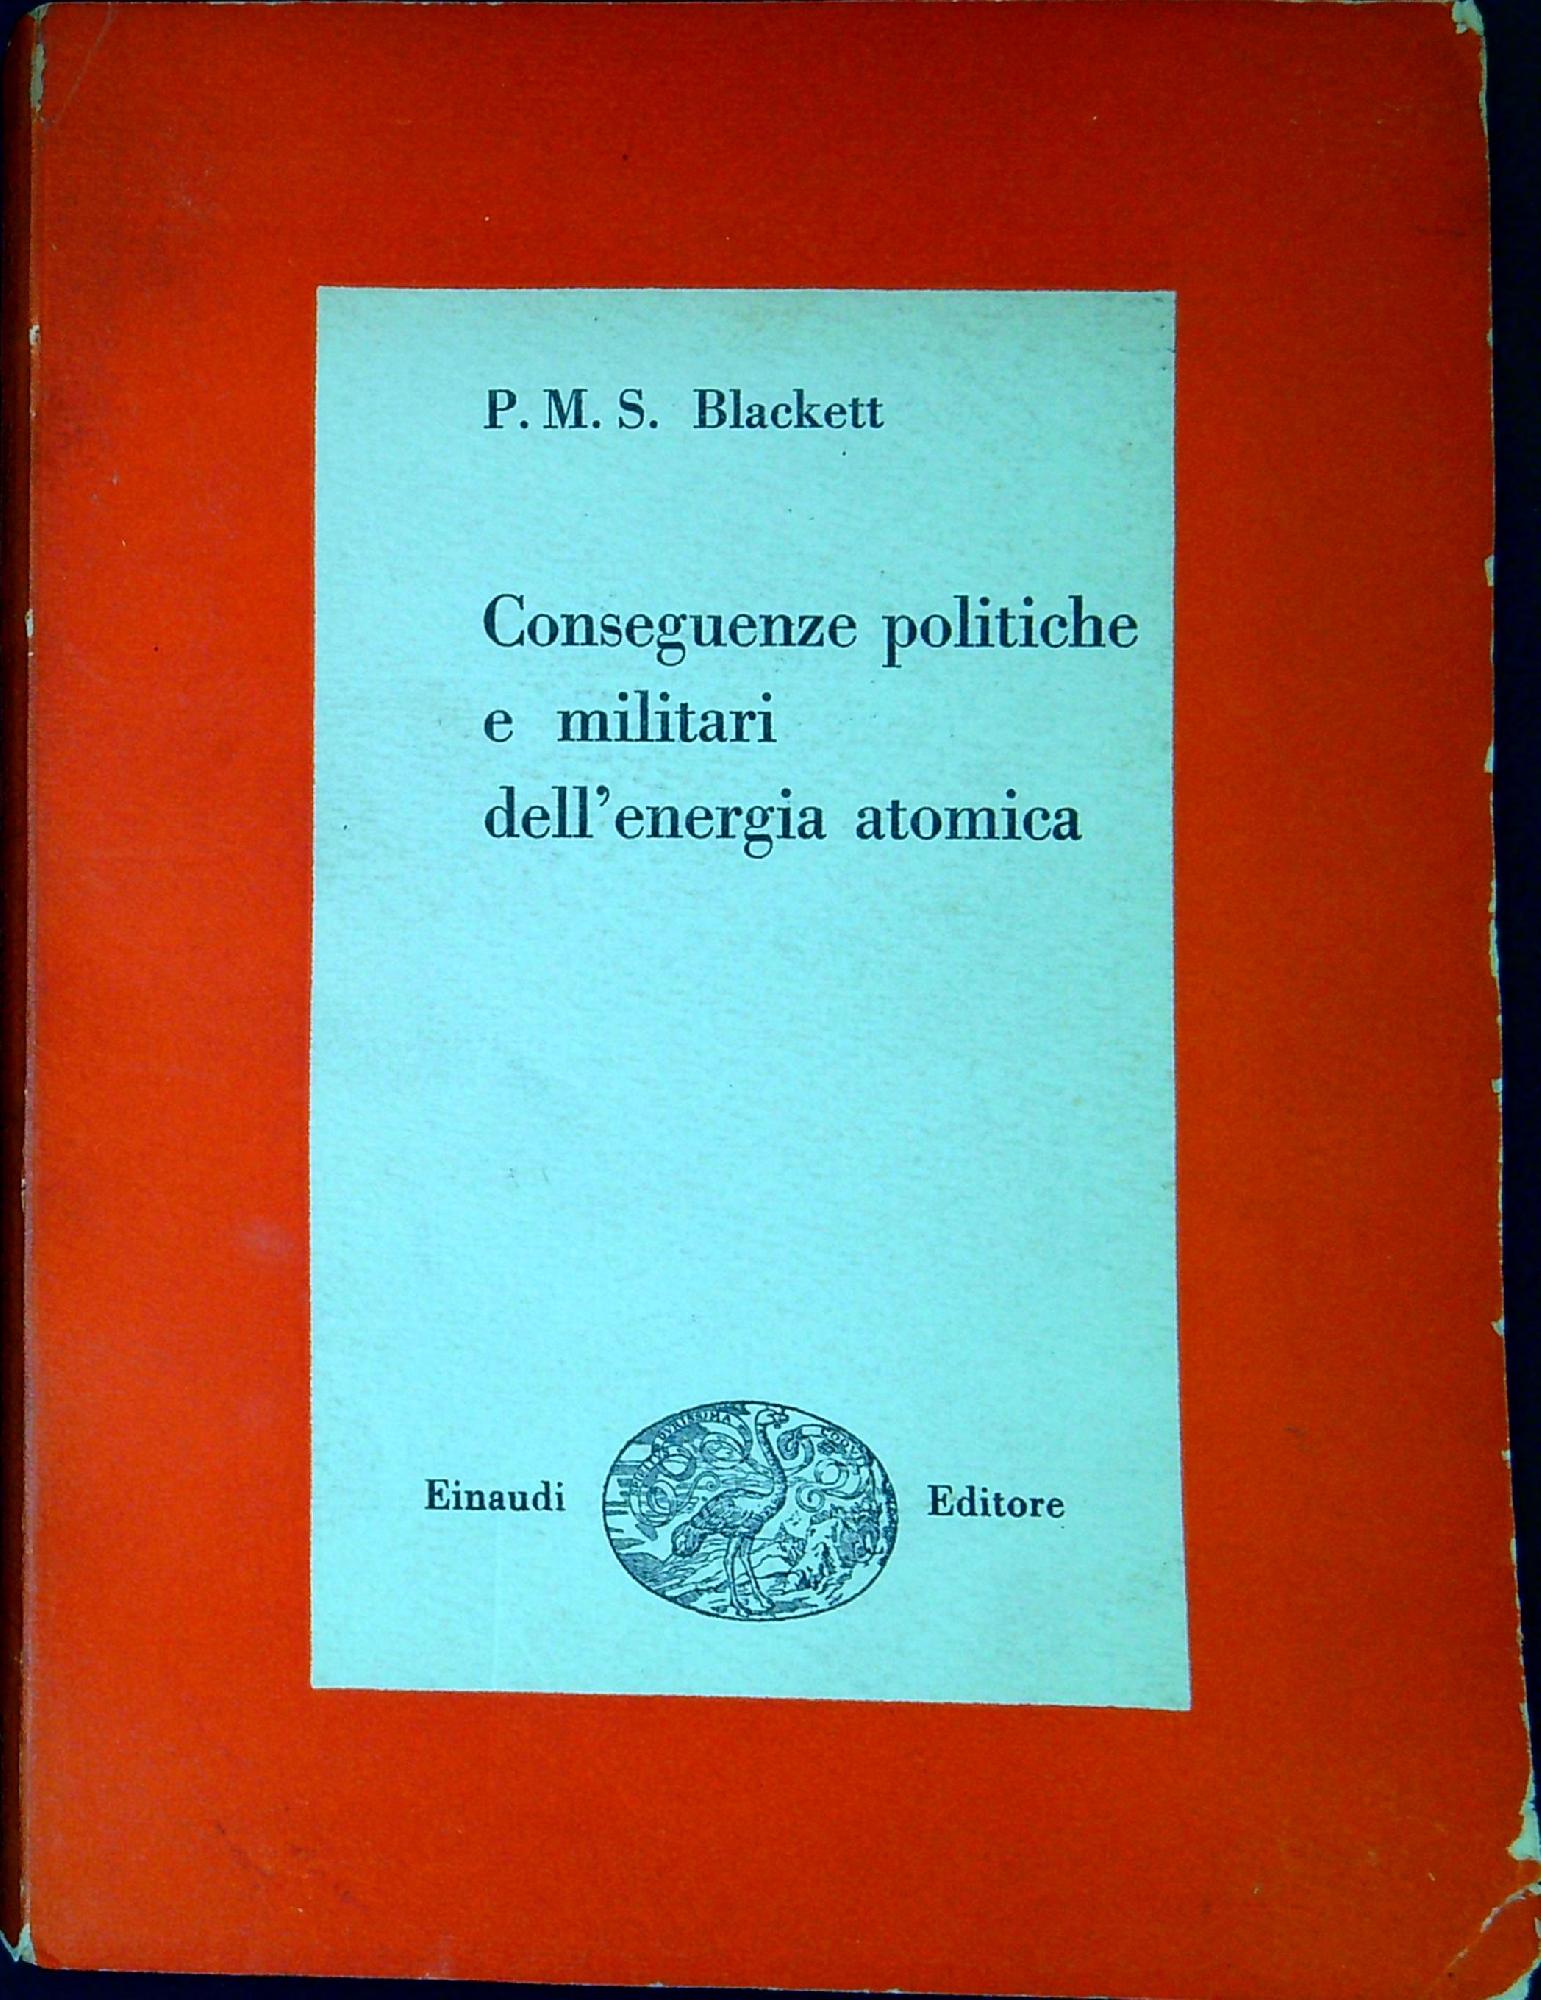 P. M. S. Blackett
Conseguenze politiche
e militari
dell'energia atomica
Einaudi
Editore